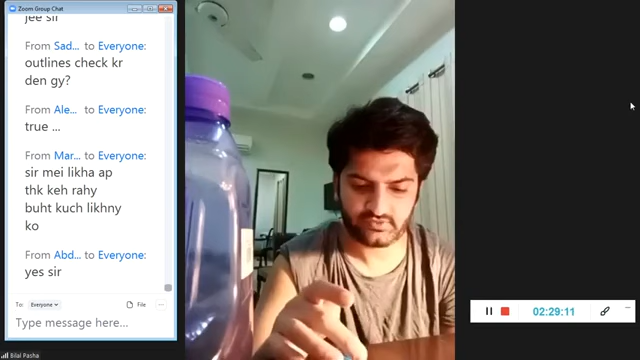 Zoom Group Chat
jee sir
From Sad... to Everyone:
outlines check kr
den gy?
From Ale... to Everyone:
true ...
From Mar... to Everyone:
sir mei likha ap
thk keh rahy
buht kuch likhny
ko
From Abd... to Everyone:
yes sir
To: Everyone
File
Type message here...
02:29:11
Bilal Pasha